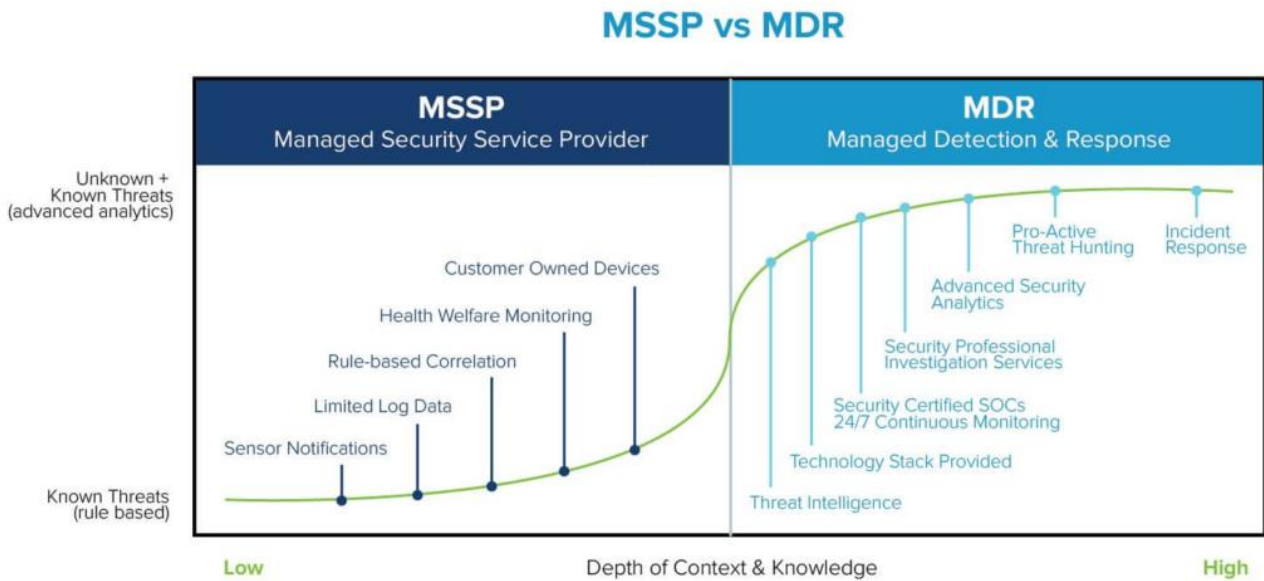 MSSP vs MDR
MSSP
Managed Security Service Provider
MDR
Managed Detection & Response
Unknown +
Known Threats
(advanced analytics)
Known Threats
(rule based)
Sensor Notifications
Limited Log Data
Rule-based Correlation
Health Welfare Monitoring
Customer Owned Devices
Threat Intelligence
Technology Stack Provided
Security Certified SOCs
24/7 Continuous Monitoring
Security Professional
Investigation Services
Advanced Security
Analytics
Pro-Active
Threat Hunting
Incident
Response
Low
Depth of Context & Knowledge
High